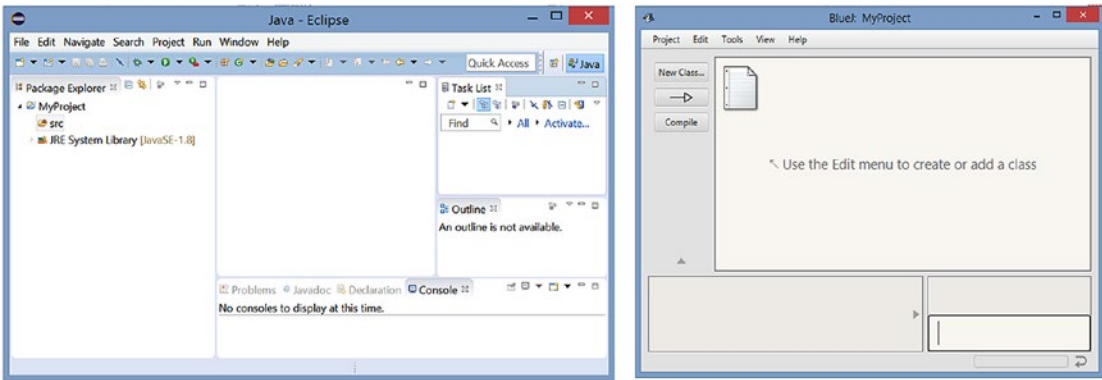 Java - Eclipse
File Edit Navigate Search Project Run Window Help
Quick Access
Java
Package Explorer
MyProject
src
JRE System Library [JavaSE-1.8]
Task List
Find
All
Activate...
Outline
An outline is not available.
Problems Javadoc Declaration Console
No consoles to display at this time.
BlueJ: MyProject
Project Edit Tools View Help
New Class...
Compile
Use the Edit menu to create or add a class